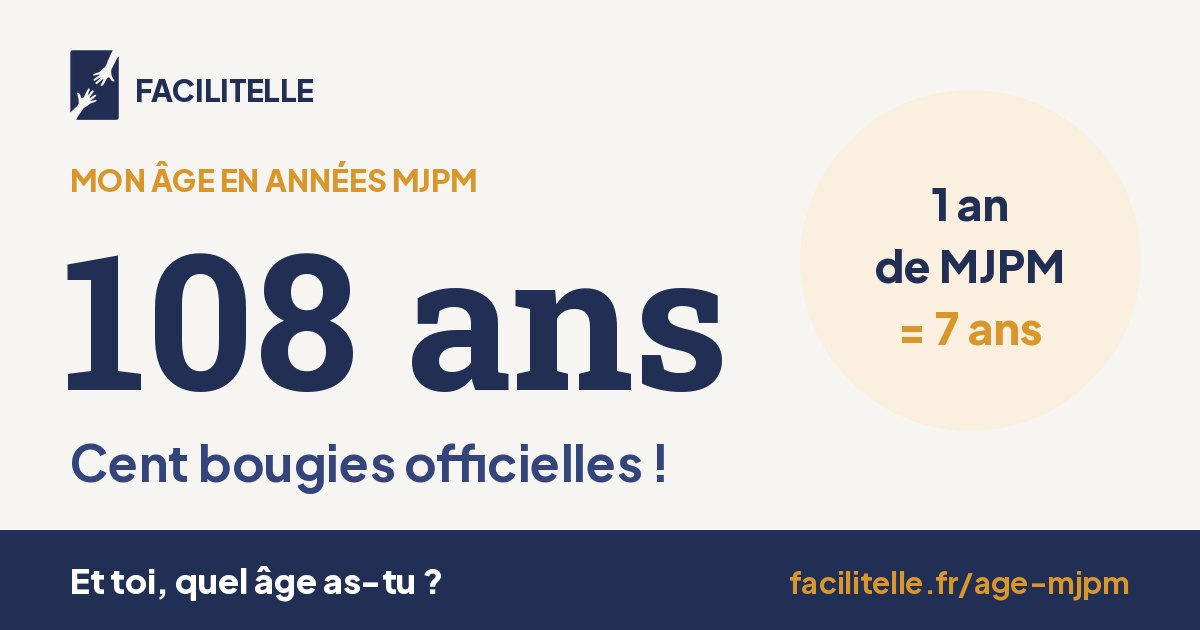 FACILITELLE
MON ÂGE EN ANNÉES MJPM
108 ans
Cent bougies officielles !
1 an
de MJPM
= 7 ans
Et toi, quel âge as-tu ?
facilitelle.fr/age-mjpm